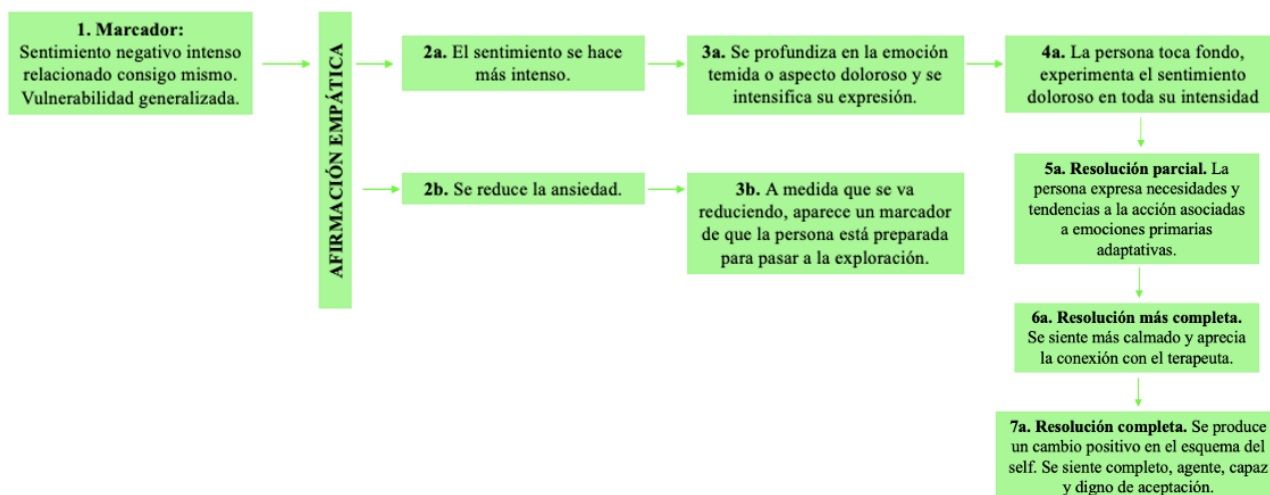 1. Marcador:
Sentimiento negativo intenso
relacionado consigo mismo.
Vulnerabilidad generalizada.
AFIRMACIÓN EMPÁTICA
2a. El sentimiento se hace
más intenso.
3a. Se profundiza en la emoción
temida o aspecto doloroso y se
intensifica su expresión.
4a. La persona toca fondo,
experimenta el sentimiento
doloroso en toda su intensidad
2b. Se reduce la ansiedad.
3b. A medida que se va
reduciendo, aparece un marcador
de que la persona está preparada
para pasar a la exploración.
5a. Resolución parcial. La
persona expresa necesidades y
tendencias a la acción asociadas
a emociones primarias
adaptativas.
6a. Resolución más completa.
Se siente más calmado y aprecia
la conexión con el terapeuta.
7a. Resolución completa. Se produce
un cambio positivo en el esquema del
self. Se siente completo, agente, capaz
y digno de aceptación.